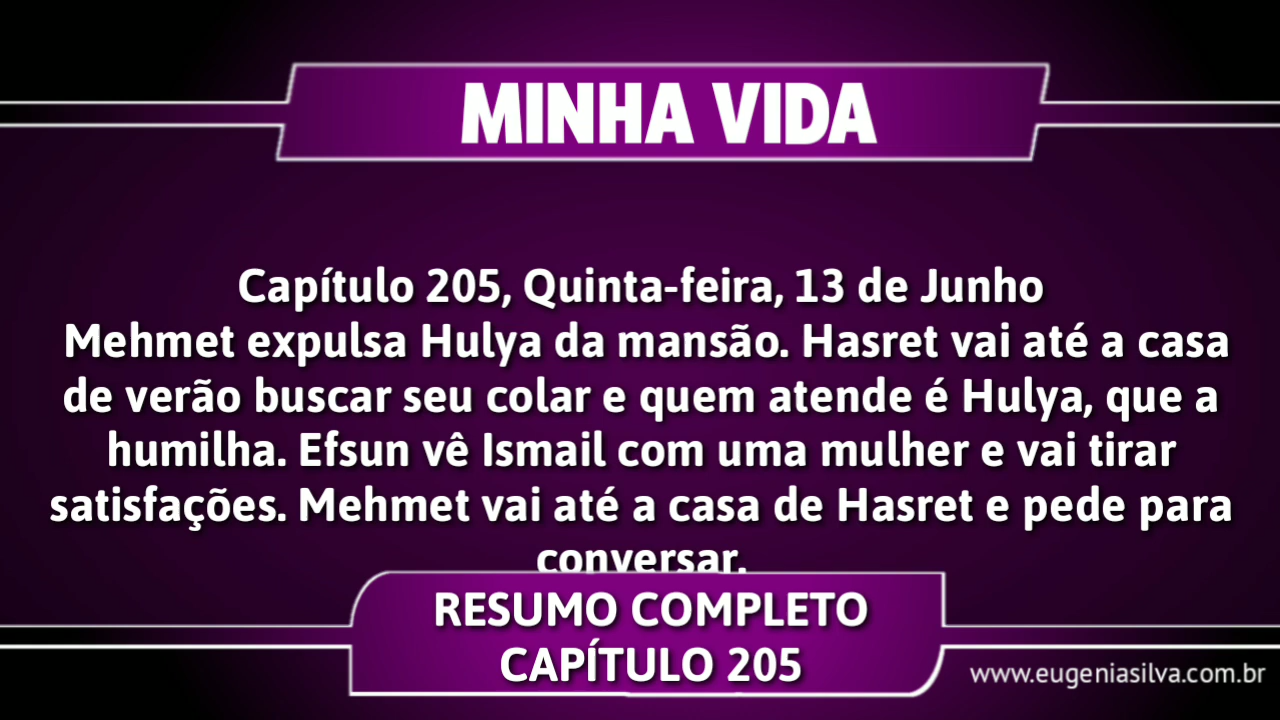 MINHA VIDA
Capítulo 205, Quinta-feira, 13 de Junho
Mehmet expulsa Hulya da mansão. Hasret vai até a casa
de verão buscar seu colar e quem atende é Hulya, que a
humilha. Efsun vê Ismail com uma mulher e vai tirar
satisfações. Mehmet vai até a casa de Hasret e pede para
conversar.
RESUMO COMPLETO
CAPÍTULO 205
www.eugeniasilva.com.br